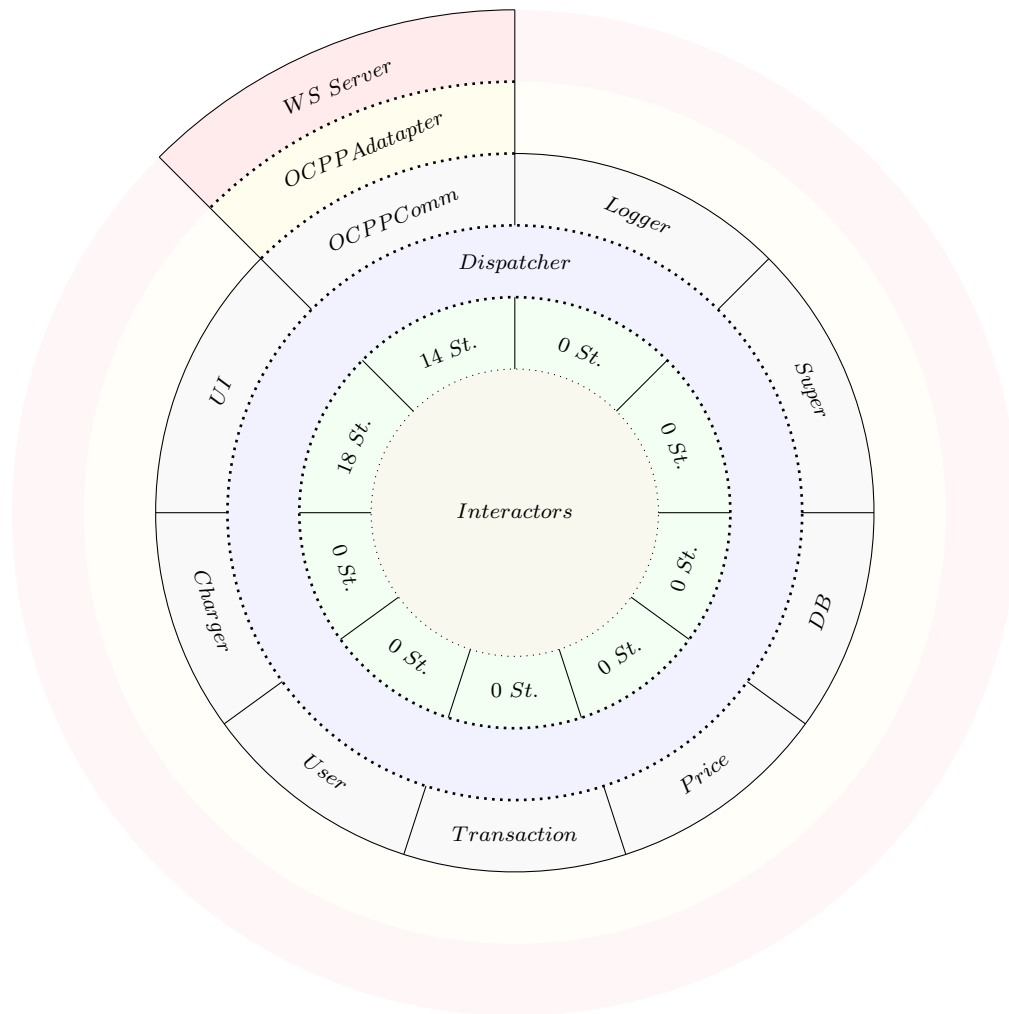 WS Server
OCPPAdatapter
OCPPComm
Logger
Dispatcher
14 St.
0 St.
UI
Super
18 St.
0 St.
Interactors
0 St.
0 St.
Charger
DB
0 St.
0 St.
0 St.
User
Price
Transaction